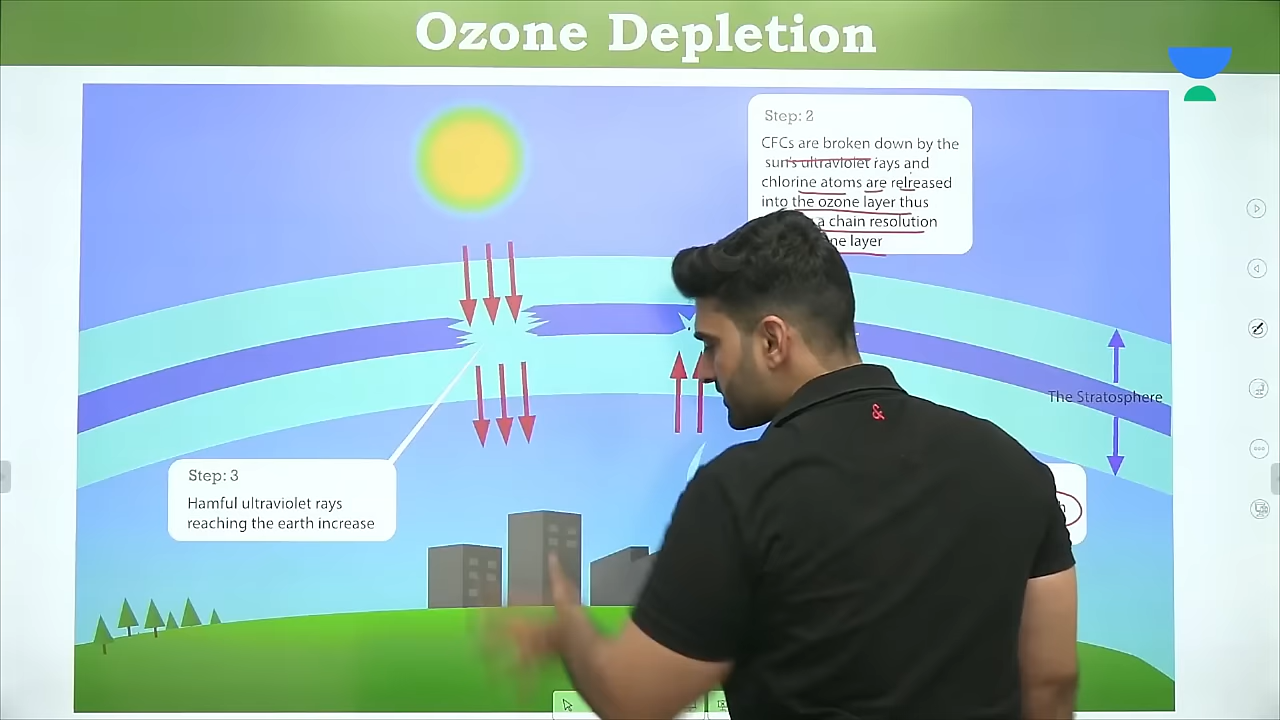 Ozone Depletion
Step: 2
CFCs are broken down by the
sun's ultraviolet rays and
chlorine atoms are relreased
into the ozone layer thus
a chain resolution
layer
The Stratosphere
Step: 3
Hamful ultraviolet rays
reaching the earth increase
&